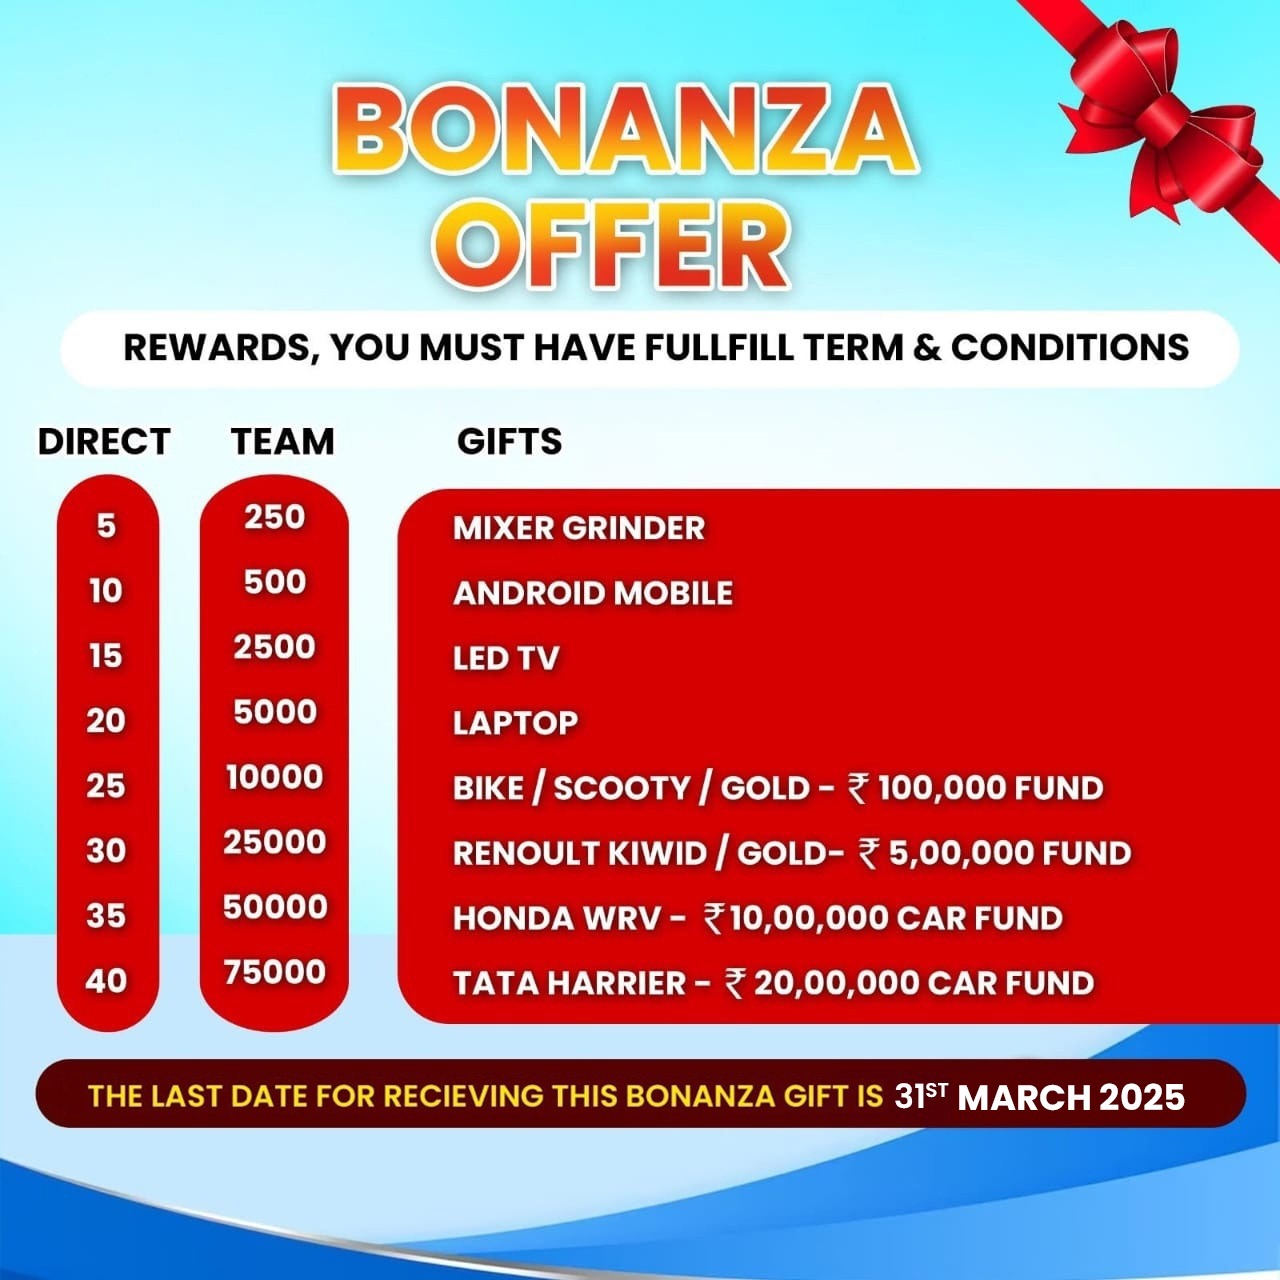 BONANZA
OFFER
REWARDS, YOU MUST HAVE FULLFILL TERM & CONDITIONS
DIRECT TEAM GIFTS
5 250 MIXER GRINDER
10 500 ANDROID MOBILE
15 2500 LED TV
20 5000 LAPTOP
25 10000 BIKE / SCOOTY / GOLD - ₹ 100,000 FUND
30 25000 RENOULT KIWID / GOLD- ₹ 5,00,000 FUND
35 50000 HONDA WRV - ₹10,00,000 CAR FUND
40 75000 TATA HARRIER - ₹ 20,00,000 CAR FUND
THE LAST DATE FOR RECIEVING THIS BONANZA GIFT IS 31ST MARCH 2025